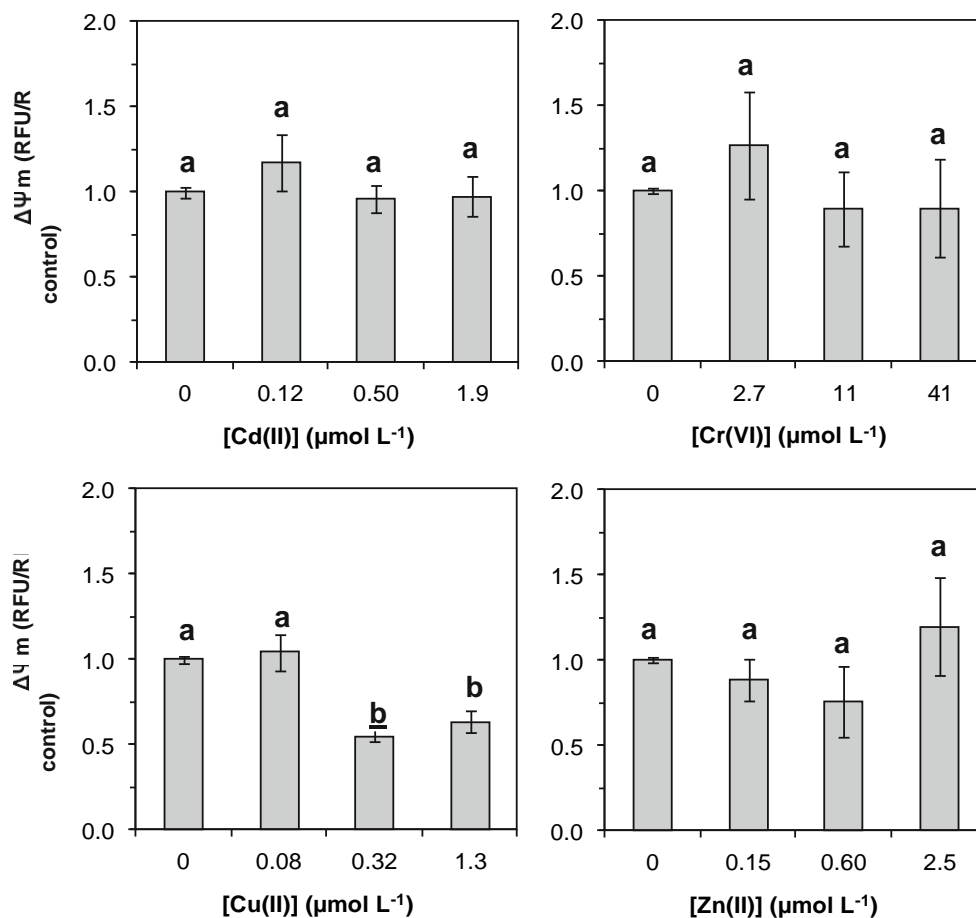 2.0
1.5
1.0
0.5
0.0
ΔΨ m (RFU/R
control)
a
a
a
a
0
0.12
0.50
1.9
[Cd(II)] (µmol L-1)
2.0
1.5
1.0
0.5
0.0
a
a
a
a
0
2.7
11
41
[Cr(VI)] (µmol L-1)
2.0
1.5
1.0
0.5
0.0
m (RFU/R
control)
a
a
b
b
0
0.08
0.32
1.3
[Cu(II)] (µmol L-1)
2.0
1.5
1.0
0.5
0.0
a
a
a
a
0
0.15
0.60
2.5
[Zn(II)] (µmol L-1)